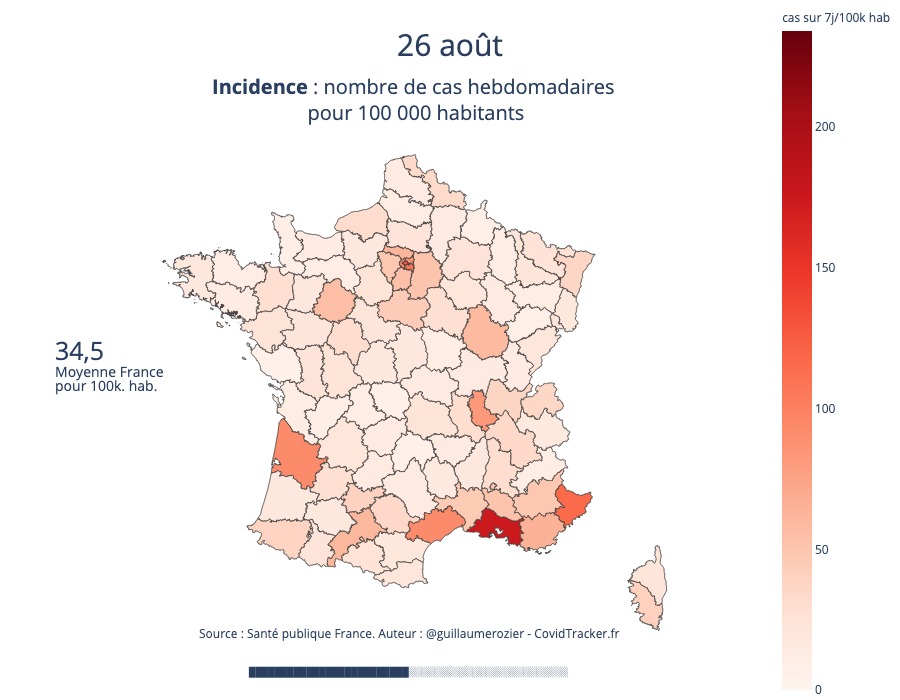 cas sur 7j/100k hab
26 août
Incidence : nombre de cas hebdomadaires
pour 100 000 habitants
200
150
34,5
Moyenne France
pour 100k. hab.
100
50
Source : Santé publique France. Auteur : @guillaumerozier - CovidTracker.fr
0